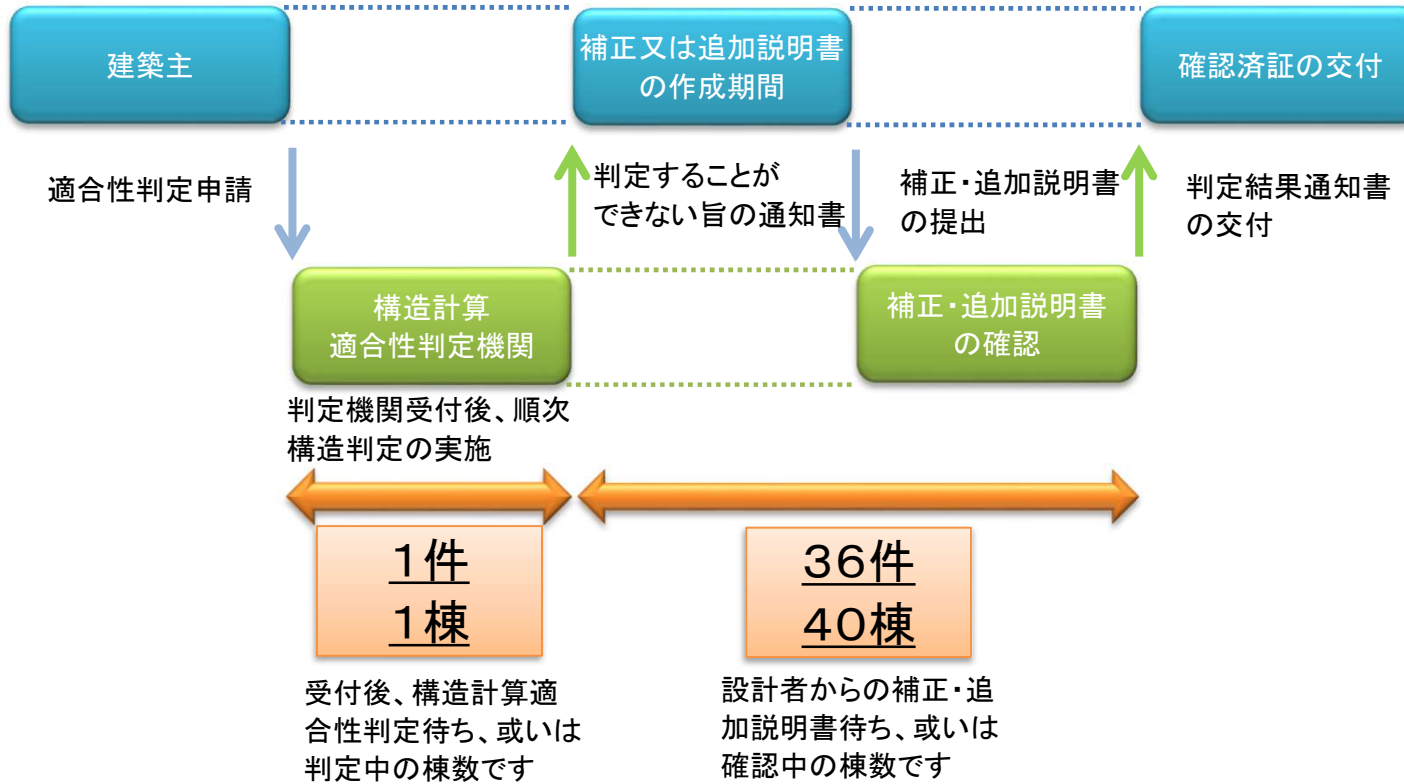 建築主
補正又は追加説明書
の作成期間
確認済証の交付
適合性判定申請
判定することが
できない旨の通知書
補正・追加説明書
の提出
判定結果通知書
の交付
構造計算
適合性判定機関
補正・追加説明書
の確認
判定機関受付後、順次
構造判定の実施
１件
１棟
３６件
４０棟
受付後、構造計算適
合性判定待ち、或いは
判定中の棟数です
設計者からの補正・追
加説明書待ち、或いは
確認中の棟数です